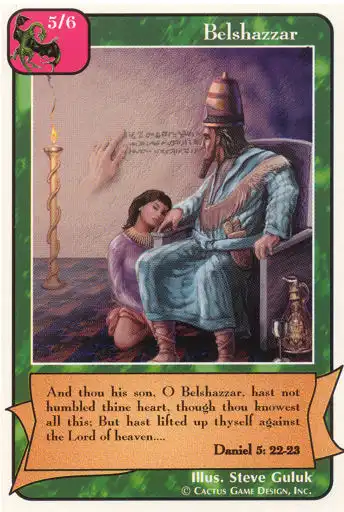 5/6
Belshazzar
And thou his son, O Belshazzar, hast not
humbled thine heart, though thou knowest
all this; But hast lifted up thyself against
the Lord of heaven....
Daniel 5: 22-23
Illus. Steve Guluk
© CACTUS GAME DESIGN, INC.